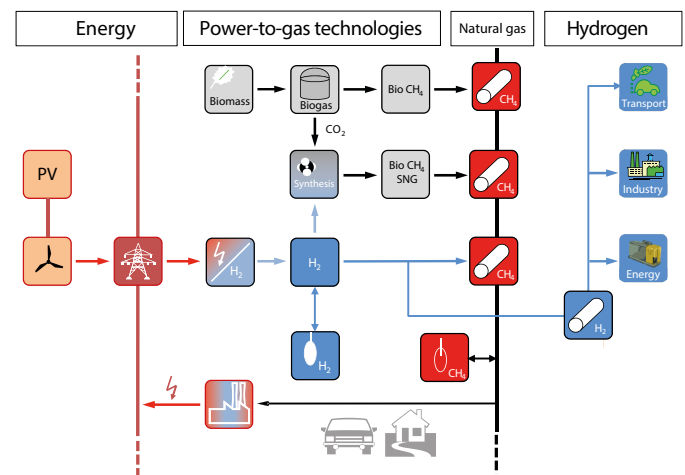 Energy
Power-to-gas technologies
Natural gas
Hydrogen
Biomass
Biogas
Bio CH₄
CH₄
Transport
CO₂
PV
Synthesis
Bio CH₄
SNG
CH₄
Industry
H₂
H₂
CH₄
Energy
H₂
H₂
CH₄